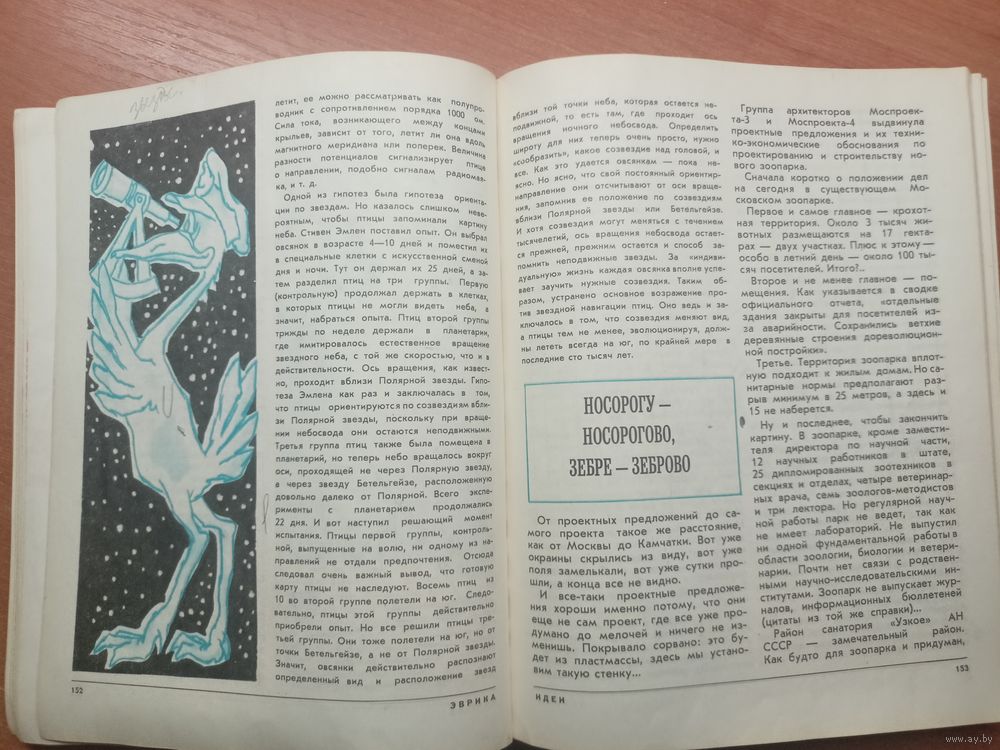 звезды.
летит, ее можно рассматривать как полупро-
водник с сопротивлением порядка 1000 ом.
Сила тока, возникающего между концами
крыльев, зависит от того, летит ли она вдоль
магнитного меридиана или поперек. Величина
разности потенциалов сигнализирует птице
о направлении, подобно сигналам радиомая-
ка, и т. д.
Одной из гипотез была гипотеза ориента-
ции по звездам. Но казалось слишком неве-
роятным, чтобы птицы запоминали картину
неба. Стивен Эмлен поставил опыт. Он выбрал
овсянок в возрасте 4—10 дней и поместил их
в специальные клетки с искусственной сменой
дня и ночи. Тут он держал их 25 дней, а за-
тем разделил птиц на три группы. Первую
(контрольную) продолжал держать в клетках,
в которых птицы не могли видеть неба, а
значит, набраться опыта. Птиц второй группы
трижды по неделе держали в планетарии,
где имитировалось естественное вращение
звездного неба, с той же скоростью, что и в
действительности. Ось вращения, как извест-
но, проходит вблизи Полярной звезды. Гипо-
теза Эмлена как раз и заключалась в том,
что птицы ориентируются по созвездиям вбли-
зи Полярной звезды, поскольку при враще-
нии небосвода они остаются неподвижными.
Третья группа птиц также была помещена в
планетарий, но теперь небо вращалось вокруг
оси, проходящей не через Полярную звезду,
а через звезду Бетельгейзе, расположенную
довольно далеко от Полярной. Всего экспе-
рименты с планетарием продолжались
22 дня. И вот наступил решающий момент
испытания. Птицы первой группы, контроль-
ной, выпущенные на волю, ни одному из на-
правлений не отдали предпочтения. Отсюда
следовал очень важный вывод, что готовую
карту птицы не наследуют. Восемь птиц из
10 во второй группе полетели на юг. Следо-
вательно, птицы этой группы действительно
приобрели опыт. Но все решили птицы тре-
тьей группы. Они тоже полетели на юг, но от
точки Бетельгейзе, а не от Полярной звезды.
Значит, овсянки действительно распознают
определенный вид и расположение звезд
152
ЭВРИКА
вблизи той точки неба, которая остается не-
подвижной, то есть там, где проходит ось
вращения ночного небосвода. Определить
широту для них теперь очень просто, нужно
«сообразить», какое созвездие над головой, и
все. Как это удается овсянкам — пока не-
ясно. Но ясно, что свой постоянный ориентир-
направление они отсчитывают от оси враще-
ния, запомнив ее положение по созвездиям
вблизи Полярной звезды или Бетельгейзе.
И хотя созвездия могут меняться с течением
тысячелетий, ось вращения небосвода остает-
ся прежней, прежним остается и способ за-
помнить неподвижные звезды. За «индиви-
дуальную» жизнь каждая овсянка вполне успе-
вает заучить нужные созвездия. Таким об-
разом, устранено основное возражение про-
тив звездной навигации птиц. Оно ведь и за-
ключалось в том, что созвездия меняют вид,
а птицы тем не менее, эволюционируя, долж-
ны лететь всегда на юг, по крайней мере в
последние сто тысяч лет.
НОСОРОГУ —
НОСОРОГОВО,
ЗЕБРЕ — ЗЕБРОВО
От проектных предложений до са-
мого проекта такое же расстояние,
как от Москвы до Камчатки. Вот уже
окраины скрылись из виду, вот уже
поля замелькали, вот уже сутки про-
шли, а конца все не видно.
И все-таки проектные предложе-
ния хороши именно потому, что они
еще не сам проект, где все уже про-
думано до мелочей и ничего не из-
менишь. Покрывало сорвано: это бу-
дет из пластмассы, здесь мы устано-
вим такую стенку...
Группа архитекторов Моспроек-
та-3 и Моспроекта-4 выдвинула
проектные предложения и их техни-
ко-экономические обоснования по
проектированию и строительству но-
вого зоопарка.
Сначала коротко о положении дел
на сегодня в существующем Мо-
сковском зоопарке.
Первое и самое главное — крохот-
ная территория. Около 3 тысяч жи-
вотных размещаются на 17 гекта-
рах — двух участках. Плюс к этому —
особо в летний день — около 100 тыс-
яч посетителей. Итого?..
Второе и не менее главное — по-
мещения. Как указывается в сводке
официального отчета, «отдельные
здания закрыты для посетителей из-
за аварийности. Сохранились ветхие
деревянные строения дореволюцион-
ной постройки».
Третье. Территория зоопарка вплот-
ную подходит к жилым домам. Но са-
нитарные нормы предполагают раз-
рыв минимум в 25 метров, а здесь и
15 не наберется.
Ну и последнее, чтобы закончить
картину. В зоопарке, кроме замести-
теля директора по научной части,
12 научных работников в штате,
25 дипломированных зоотехников в
секциях и отделах, четыре ветеринар-
ных врача, семь зоологов-методистов
и три лектора. Но регулярной науч-
ной работы парк не ведет, так как
не имеет лабораторий. Не выпустил
ни одной фундаментальной работы в
области зоологии, биологии и ветери-
нарии. Почти нет связи с родствен-
ными научно-исследовательскими ин-
ститутами. Зоопарк не выпускает жур-
налов, информационных бюллетеней
(цитаты из той же справки)...
Район санатория «Узкое» АН
СССР — замечательный район.
Как будто для зоопарка и придуман,
153
ИДЕИ
www.ay.by